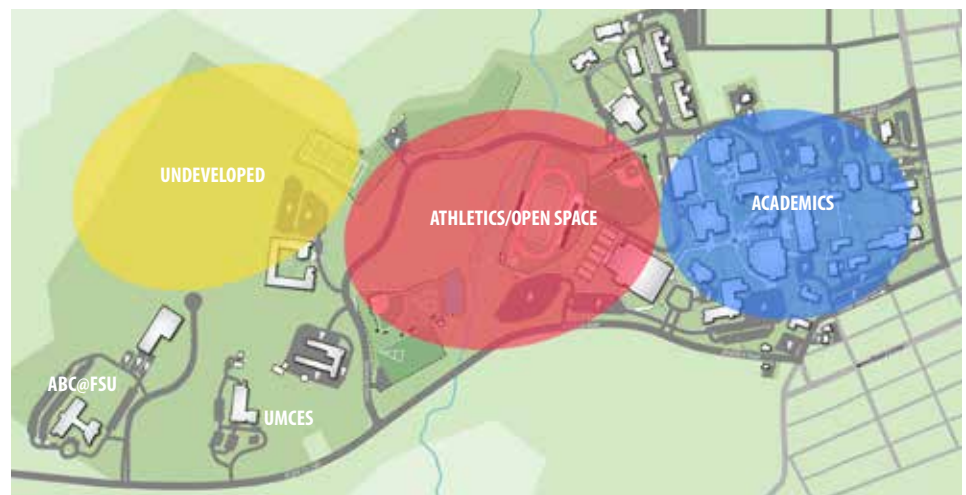 UNDEVELOPED
ATHLETICS/OPEN SPACE
ACADEMICS
ABC@FSU
UMCES